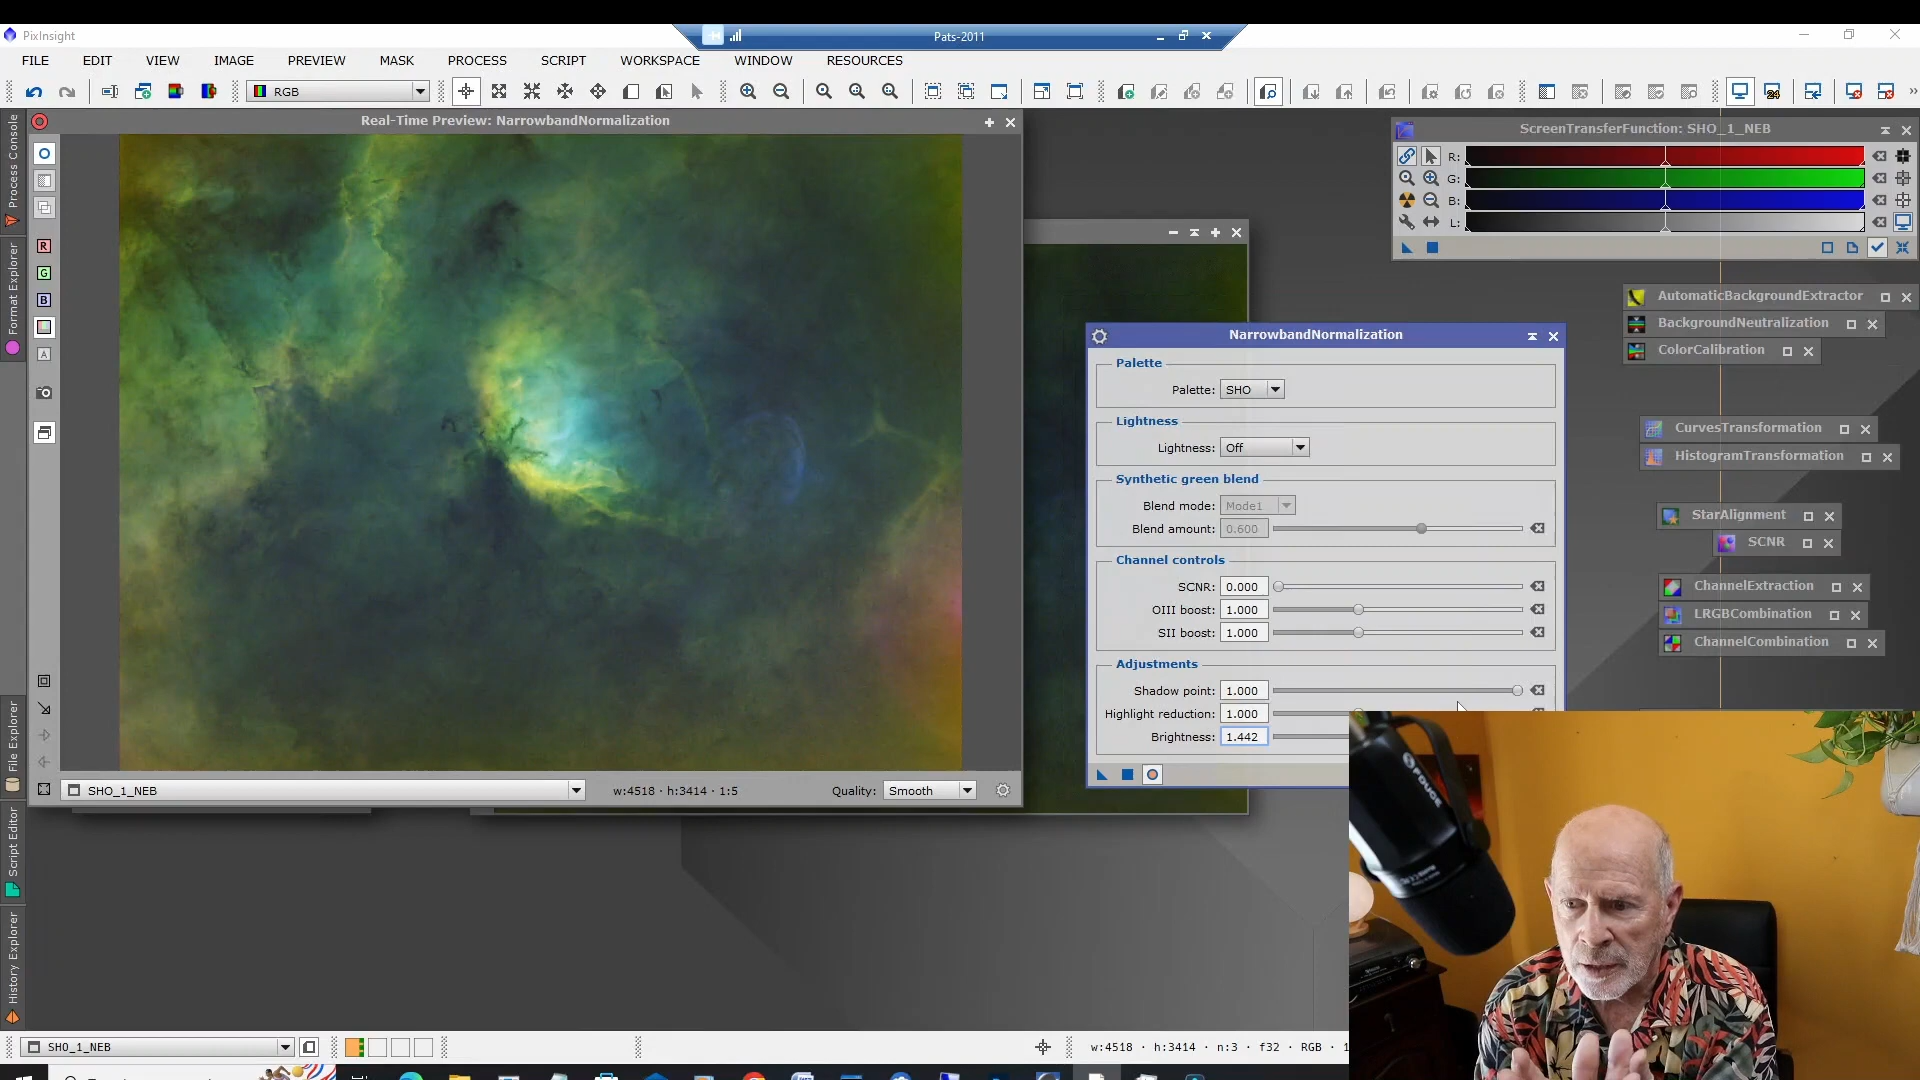 PixInsight
Pats-2011
FILE EDIT VIEW IMAGE PREVIEW MASK PROCESS SCRIPT WORKSPACE WINDOW RESOURCES
RGB
24
Real-Time Preview: NarrowbandNormalization
ScreenTransferFunction: SHO_1_NEB
R:
G:
B:
L:
Process Console
Format Explorer
File Explorer
Script Editor
History Explorer
R
G
B
A
AutomaticBackgroundExtractor
BackgroundNeutralization
ColorCalibration
CurvesTransformation
HistogramTransformation
StarAlignment
SCNR
ChannelExtraction
LRGBCombination
ChannelCombination
NarrowbandNormalization
Palette
Palette: SHO
Lightness
Lightness: Off
Synthetic green blend
Blend mode: Mode1
Blend amount: 0.600
Channel controls
SCNR: 0.000
OIII boost: 1.000
SII boost: 1.000
Adjustments
Shadow point: 1.000
Highlight reduction: 1.000
Brightness: 1.442
SHO_1_NEB w:4518 · h:3414 · 1:5 Quality: Smooth
FDUCE
SHO_1_NEB w:4518 · h:3414 · n:3 · f32 · RGB · 1